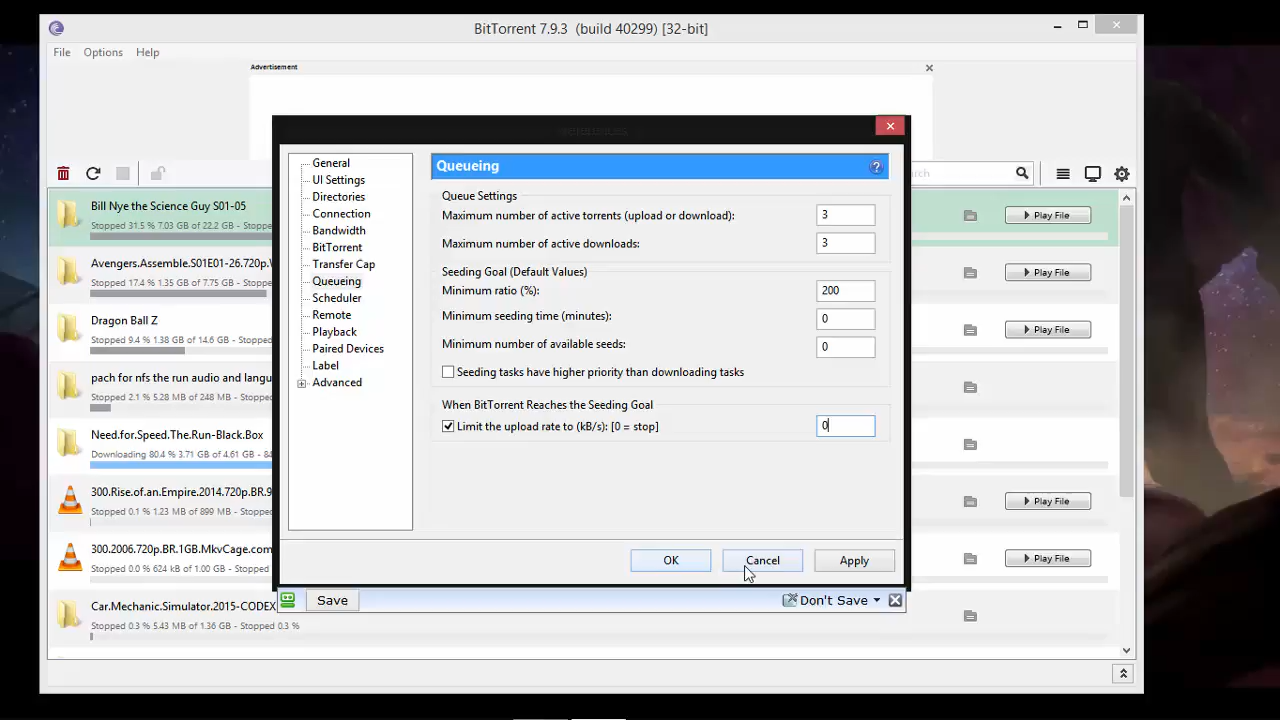 BitTorrent 7.9.3 (build 40299) [32-bit]
File Options Help
Advertisement
Queueing
General
UI Settings
Directories
Connection
Bandwidth
BitTorrent
Transfer Cap
Queueing
Scheduler
Remote
Playback
Paired Devices
Label
Advanced
Queue Settings
Maximum number of active torrents (upload or download): 3
Maximum number of active downloads: 3
Seeding Goal (Default Values)
Minimum ratio (%): 200
Minimum seeding time (minutes): 0
Minimum number of available seeds: 0
Seeding tasks have higher priority than downloading tasks
When BitTorrent Reaches the Seeding Goal
Limit the upload rate to (kB/s): [0 = stop] 0
OK Cancel Apply
Save Don't Save
Bill Nye the Science Guy S01-05
Stopped 31.5 % 7.03 GB of 22.2 GB - Stopped
Play File
Avengers.Assemble.S01E01-26.720p.
Stopped 17.4 % 1.35 GB of 7.75 GB - Stopped
Play File
Dragon Ball Z
Stopped 9.4 % 1.38 GB of 14.6 GB - Stopped
Play File
pach for nfs the run audio and langu
Stopped 2.1 % 5.28 MB of 248 MB - Stopped
Need.for.Speed.The.Run-Black.Box
Downloading 80.4 % 3.71 GB of 4.61 GB - 84
300.Rise.of.an.Empire.2014.720p.BR.9
Stopped 0.1 % 1.23 MB of 899 MB - Stopped
Play File
300.2006.720p.BR.1GB.MkvCage.com
Stopped 0.0 % 624 kB of 1.00 GB - Stopped
Play File
Car.Mechanic.Simulator.2015-CODEX
Stopped 0.3 % 5.43 MB of 1.36 GB - Stopped 0.3 %